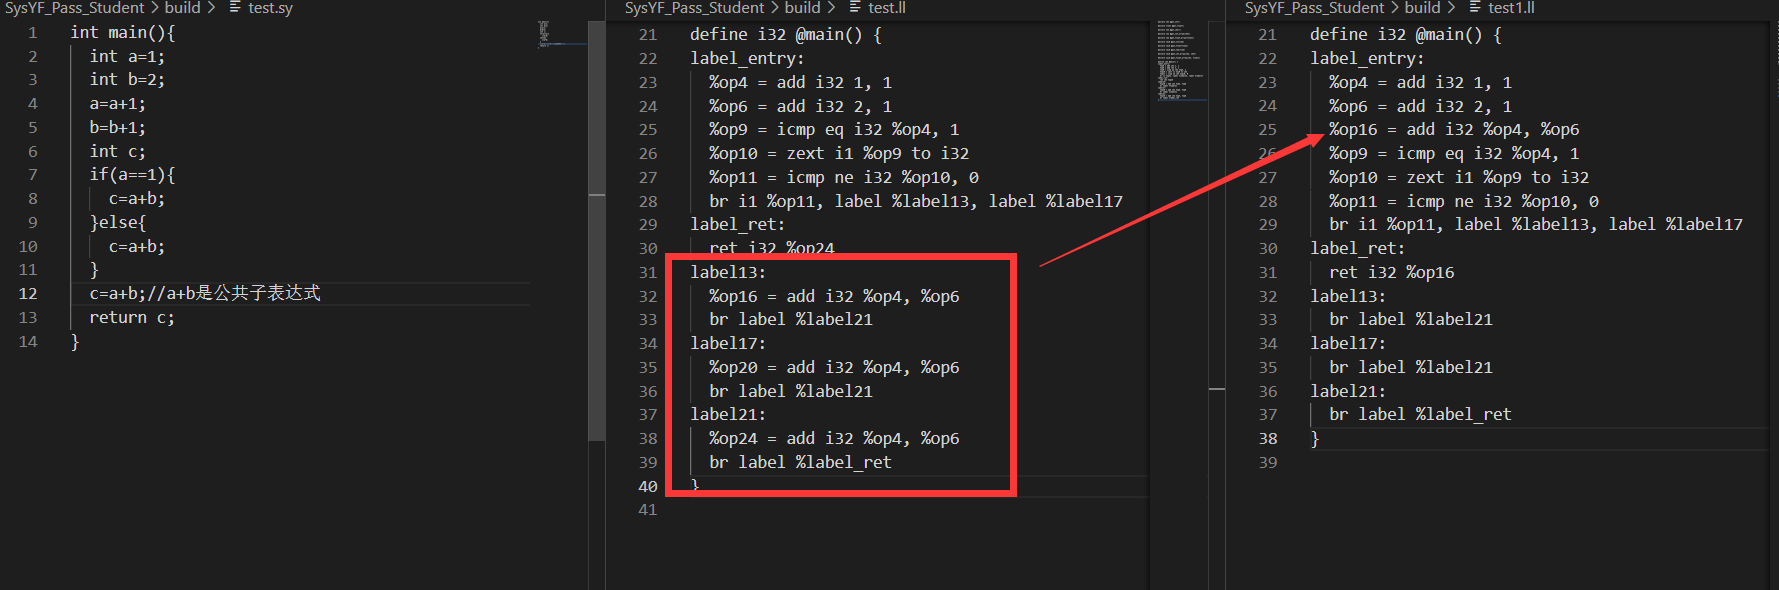 SysYF_Pass_Student > build > test.sy
1 int main(){
2 int a=1;
3 int b=2;
4 a=a+1;
5 b=b+1;
6 int c;
7 if(a==1){
8 c=a+b;
9 }else{
10 c=a+b;
11 }
12 c=a+b;//a+b是公共子表达式
13 return c;
14 }
SysYF_Pass_Student > build > test.ll
21 define i32 @main() {
22 label_entry:
23 %op4 = add i32 1, 1
24 %op6 = add i32 2, 1
25 %op9 = icmp eq i32 %op4, 1
26 %op10 = zext i1 %op9 to i32
27 %op11 = icmp ne i32 %op10, 0
28 br i1 %op11, label %label13, label %label17
29 label_ret:
30 ret i32 %op24
31 label13:
32 %op16 = add i32 %op4, %op6
33 br label %label21
34 label17:
35 %op20 = add i32 %op4, %op6
36 br label %label21
37 label21:
38 %op24 = add i32 %op4, %op6
39 br label %label_ret
40 }
41
SysYF_Pass_Student > build > test1.ll
21 define i32 @main() {
22 label_entry:
23 %op4 = add i32 1, 1
24 %op6 = add i32 2, 1
25 %op16 = add i32 %op4, %op6
26 %op9 = icmp eq i32 %op4, 1
27 %op10 = zext i1 %op9 to i32
28 %op11 = icmp ne i32 %op10, 0
29 br i1 %op11, label %label13, label %label17
30 label_ret:
31 ret i32 %op16
32 label13:
33 br label %label21
34 label17:
35 br label %label21
36 label21:
37 br label %label_ret
38 }
39